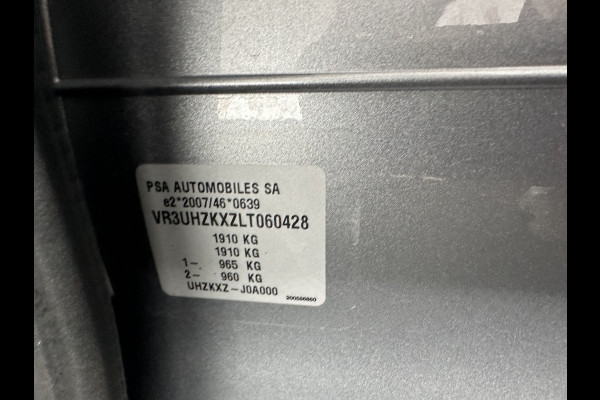 PSA AUTOMOBILES SA
e2*2007/46*0639
VR3UHZKXZLT060428
1910 KG
1910 KG
1- 965 KG
2- 960 KG
UHZKXZ-J0A000